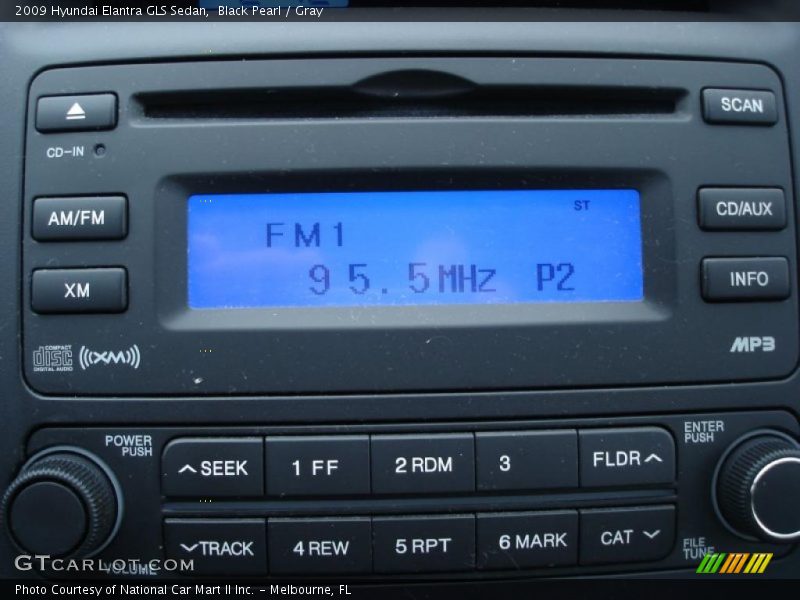 2009 Hyundai Elantra GLS Sedan, Black Pearl / Gray
SCAN
CD-IN
AM/FM
ST
CD/AUX
FM1
95.5MHz P2
XM
INFO
COMPACT
disc
DIGITAL AUDIO
((XM))
MP3
POWER
PUSH
ENTER
PUSH
SEEK
1 FF
2 RDM
3
FLDR
TRACK
4 REW
5 RPT
6 MARK
CAT
FILE
TUNE
VOLUME
GTCarLot.com
Photo Courtesy of National Car Mart II Inc. - Melbourne, FL